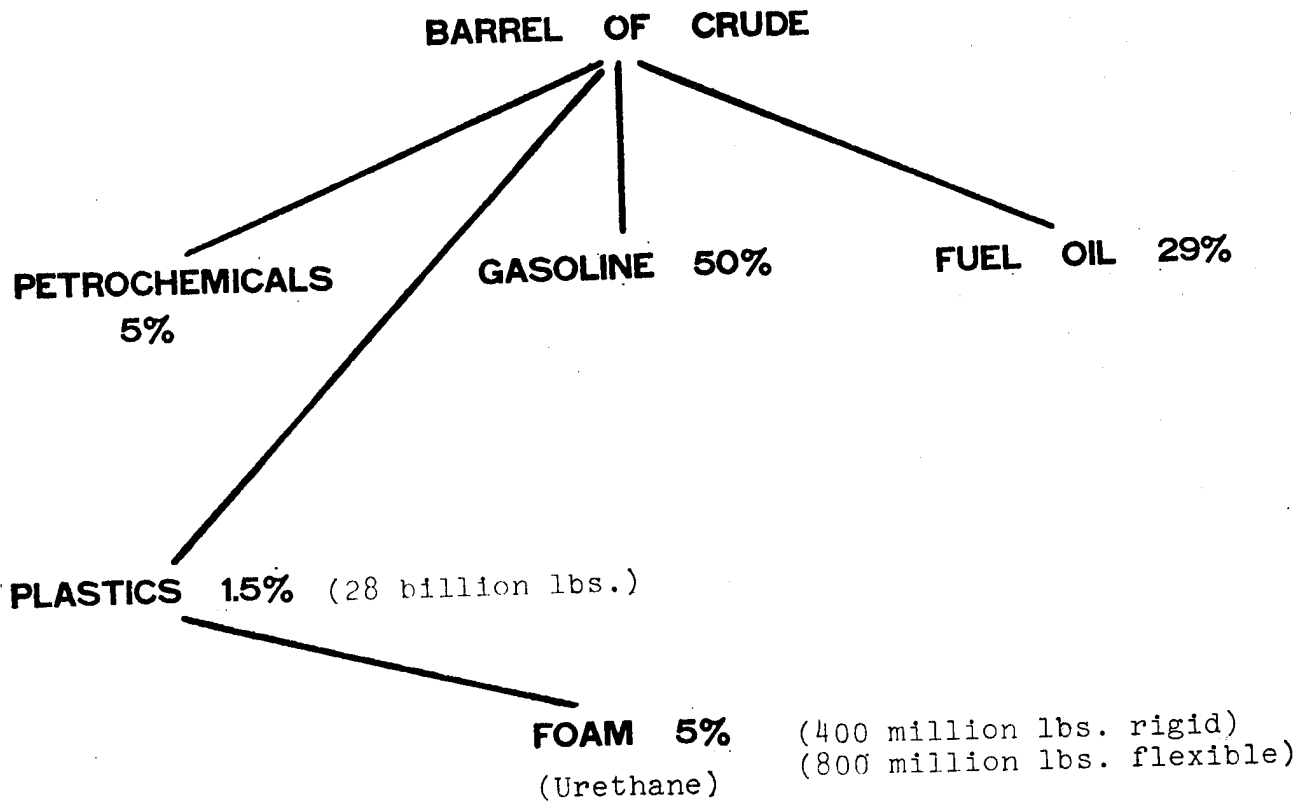 BARREL OF CRUDE
PETROCHEMICALS
5%
GASOLINE 50%
FUEL OIL 29%
PLASTICS 1.5% (28 billion lbs.)
FOAM 5%
(Urethane)
(400 million lbs. rigid)
(800 million lbs. flexible)